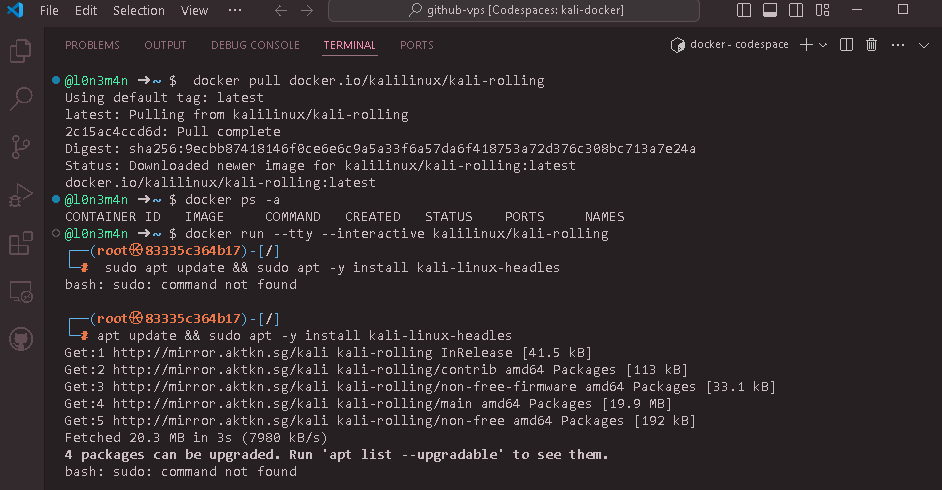 File Edit Selection View ··· github-vps [Codespaces: kali-docker]
PROBLEMS OUTPUT DEBUG CONSOLE TERMINAL PORTS docker - codespace
@l0n3m4n ➜ ~ $  docker pull docker.io/kalilinux/kali-rolling
Using default tag: latest
latest: Pulling from kalilinux/kali-rolling
2c15ac4ccd6d: Pull complete
Digest: sha256:9ecbb87418146f0ce6e6c9a5a33f6a57da6f418753a72d376c308bc713a7e24a
Status: Downloaded newer image for kalilinux/kali-rolling:latest
docker.io/kalilinux/kali-rolling:latest
@l0n3m4n ➜ ~ $ docker ps -a
CONTAINER ID   IMAGE     COMMAND   CREATED   STATUS    PORTS     NAMES
@l0n3m4n ➜ ~ $ docker run --tty --interactive kalilinux/kali-rolling
┌──(root㉿83335c364b17)-[/]
└─#  sudo apt update && sudo apt -y install kali-linux-headles
bash: sudo: command not found
┌──(root㉿83335c364b17)-[/]
└─# apt update && sudo apt -y install kali-linux-headles
Get:1 http://mirror.aktkn.sg/kali kali-rolling InRelease [41.5 kB]
Get:2 http://mirror.aktkn.sg/kali kali-rolling/contrib amd64 Packages [113 kB]
Get:3 http://mirror.aktkn.sg/kali kali-rolling/non-free-firmware amd64 Packages [33.1 kB]
Get:4 http://mirror.aktkn.sg/kali kali-rolling/main amd64 Packages [19.9 MB]
Get:5 http://mirror.aktkn.sg/kali kali-rolling/non-free amd64 Packages [192 kB]
Fetched 20.3 MB in 3s (7980 kB/s)
4 packages can be upgraded. Run 'apt list --upgradable' to see them.
bash: sudo: command not found